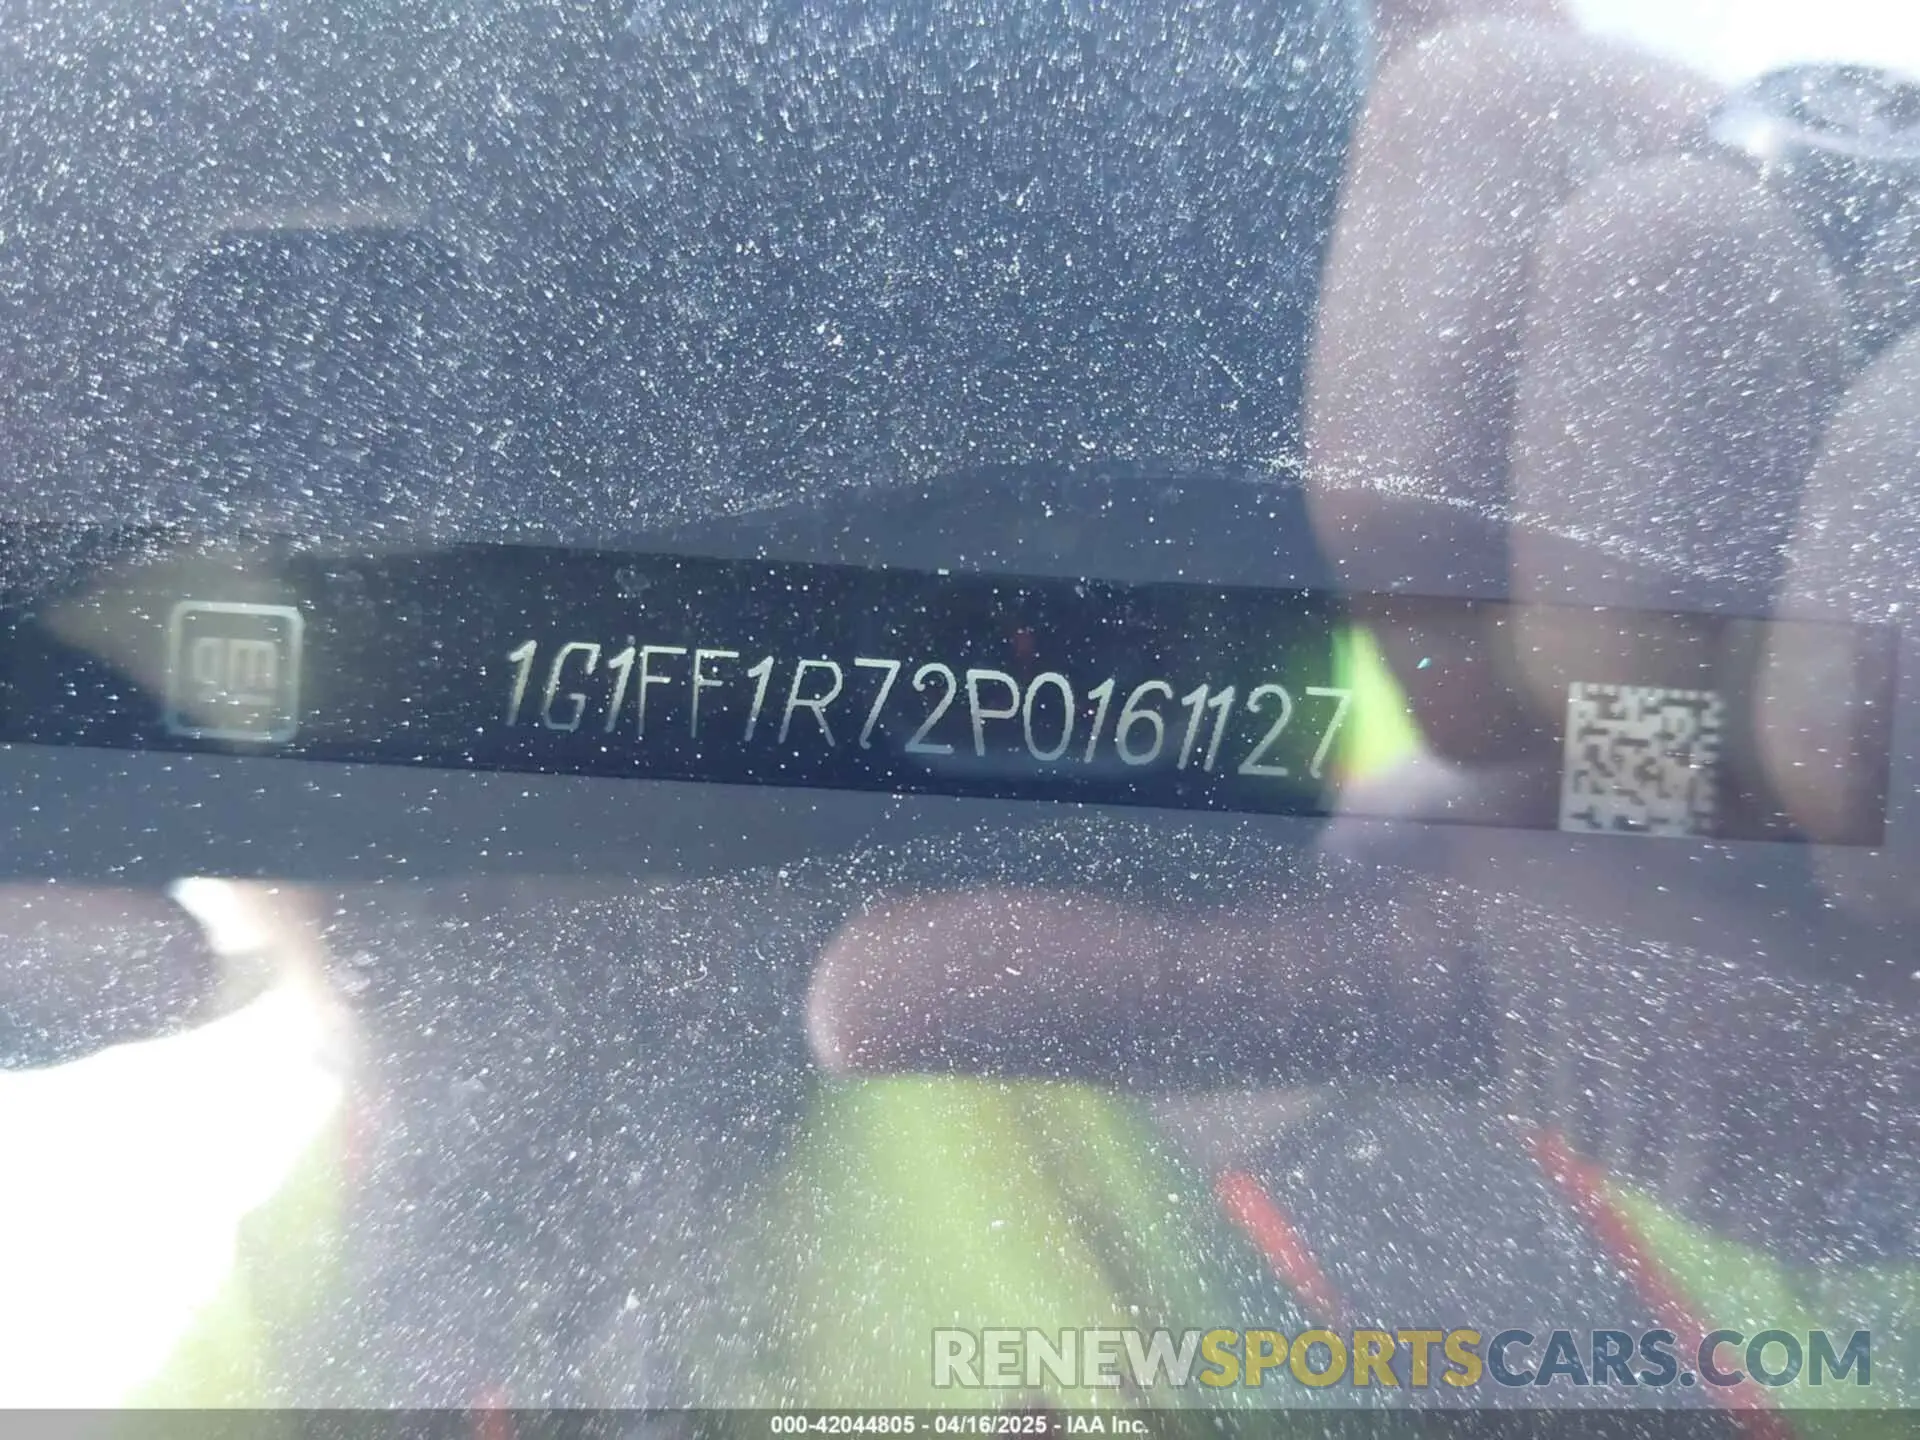 gm
1G1FF1R72P0161127
RENEWSPORTSCARS.COM
000-42044805 - 04/16/2025 - IAA Inc.